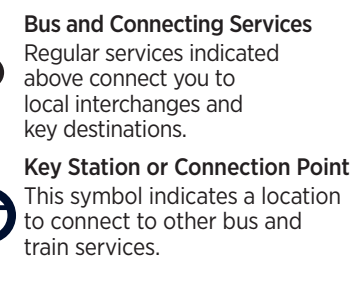 Bus and Connecting Services
Regular services indicated
above connect you to
local interchanges and
key destinations.
Key Station or Connection Point
This symbol indicates a location
to connect to other bus and
train services.